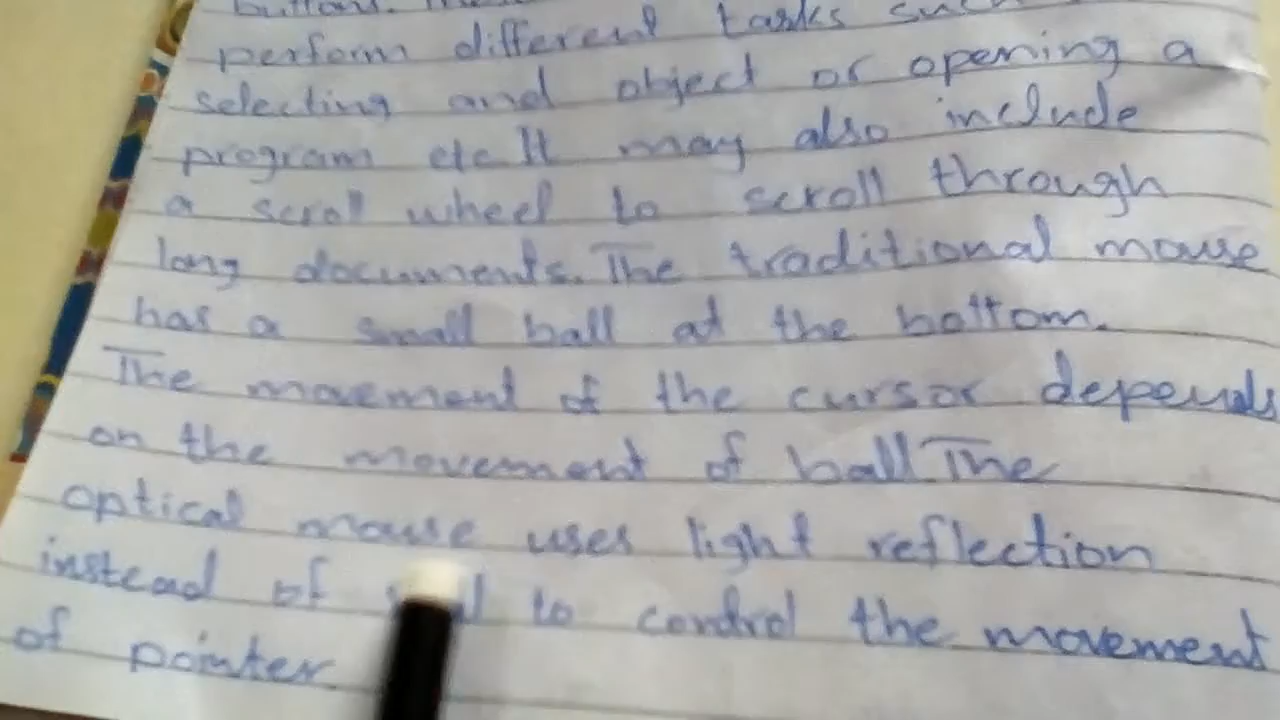 buttons.
perform different tasks such
selecting and object or opening a
program etc It may also include
a scroll wheel to scroll through
long documents. The traditional mouse
has a small ball at the bottom.
The movement of the cursor depends
on the movement of ball The
optical mouse uses light reflection
instead of to control the movement
of pointer